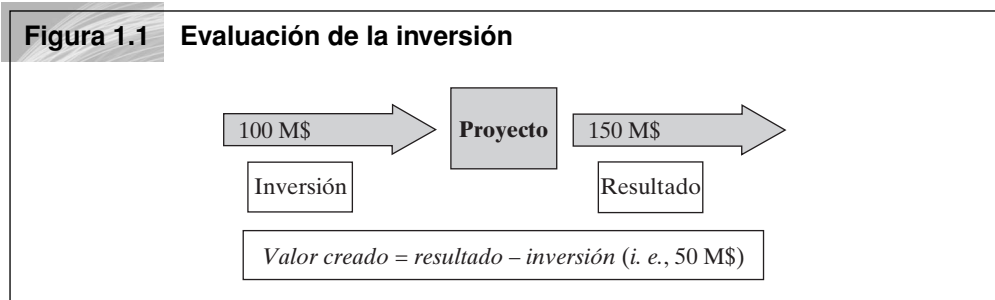 Figura 1.1 Evaluación de la inversión
100 M$ Proyecto 150 M$
Inversión Resultado
Valor creado = resultado – inversión (i. e., 50 M$)